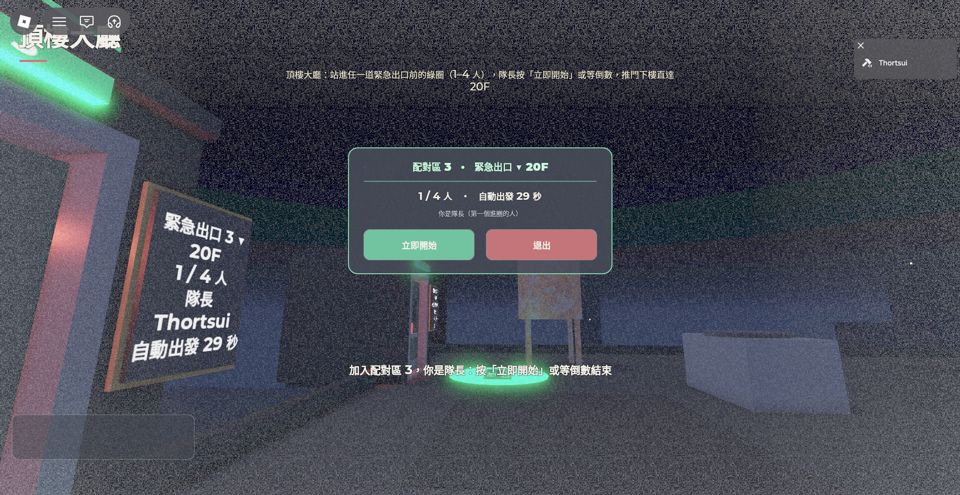 頂樓大廳
Thortsui
頂樓大廳：站進任一道緊急出口前的綠圈（1–4 人），隊長按「立即開始」或等倒數，推門下樓直達
20F
配對區 3 • 緊急出口 ▼ 20F
1 / 4 人 · 自動出發 29 秒
你是隊長（第一個進圈的人）
立即開始
退出
緊急出口 3 ▼
20F
1 / 4 人
隊長
Thortsui
自動出發 29 秒
加入配對區 3，你是隊長：按「立即開始」或等倒數結束